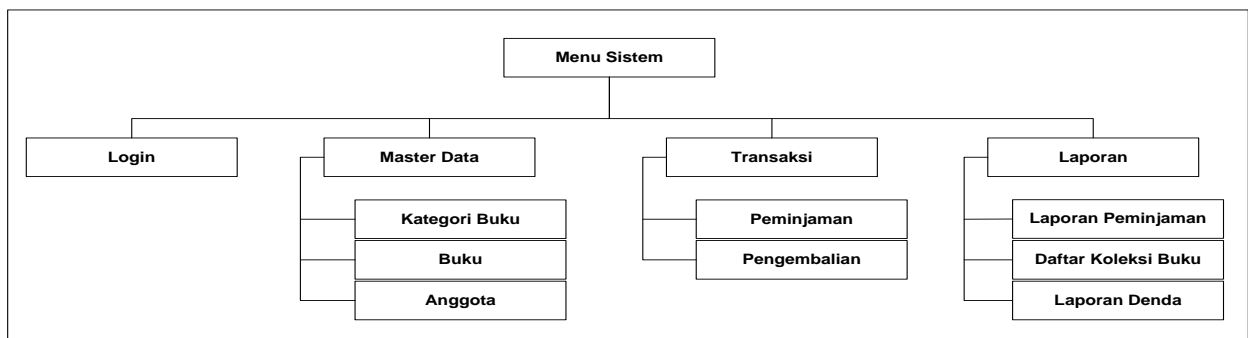 Menu Sistem
Login
Master Data
Transaksi
Laporan
Kategori Buku
Buku
Anggota
Peminjaman
Pengembalian
Laporan Peminjaman
Daftar Koleksi Buku
Laporan Denda